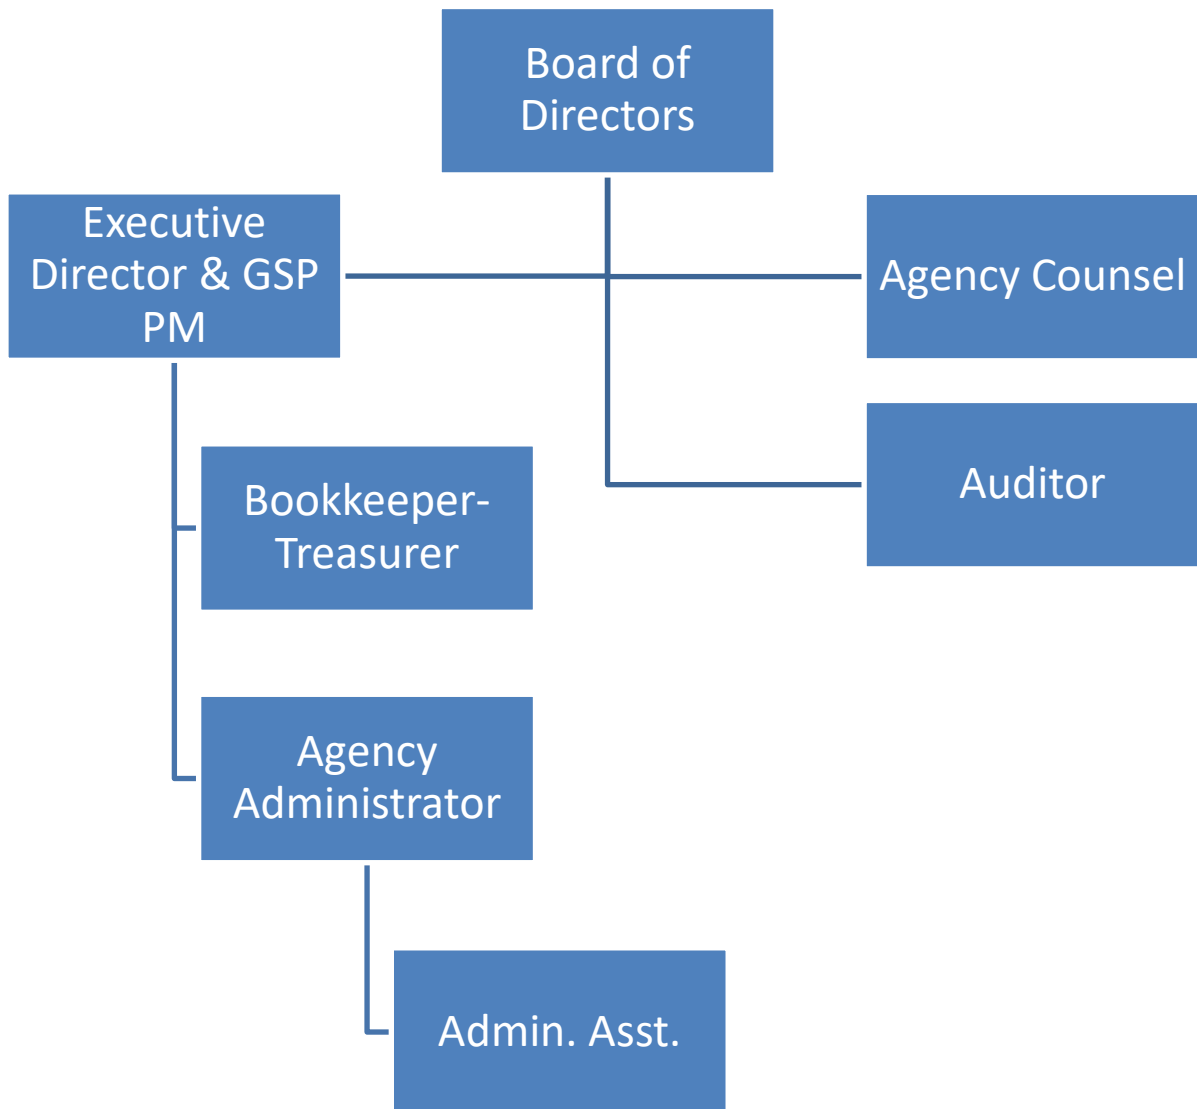 Board of
Directors
Executive
Director & GSP
PM
Agency Counsel
Auditor
Bookkeeper-
Treasurer
Agency
Administrator
Admin. Asst.